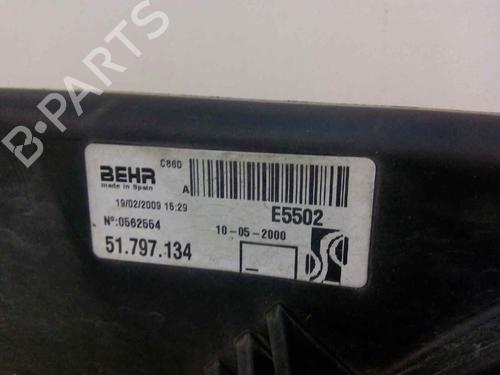 B-PARTS
BEHR
made in Spain
C860
A
19/02/2009 15:29
E5502
Nº:0562554
10-05-2000
51.797.134